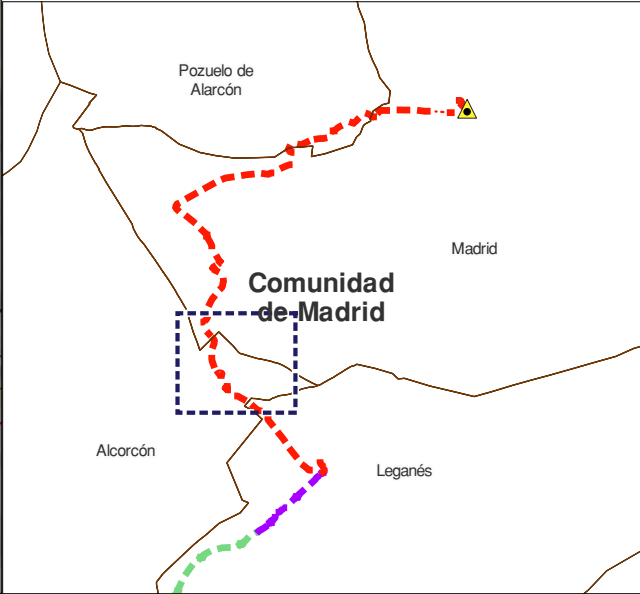 Pozuelo de
Alarcón
Madrid
Comunidad
de Madrid
Alcorcón
Leganés